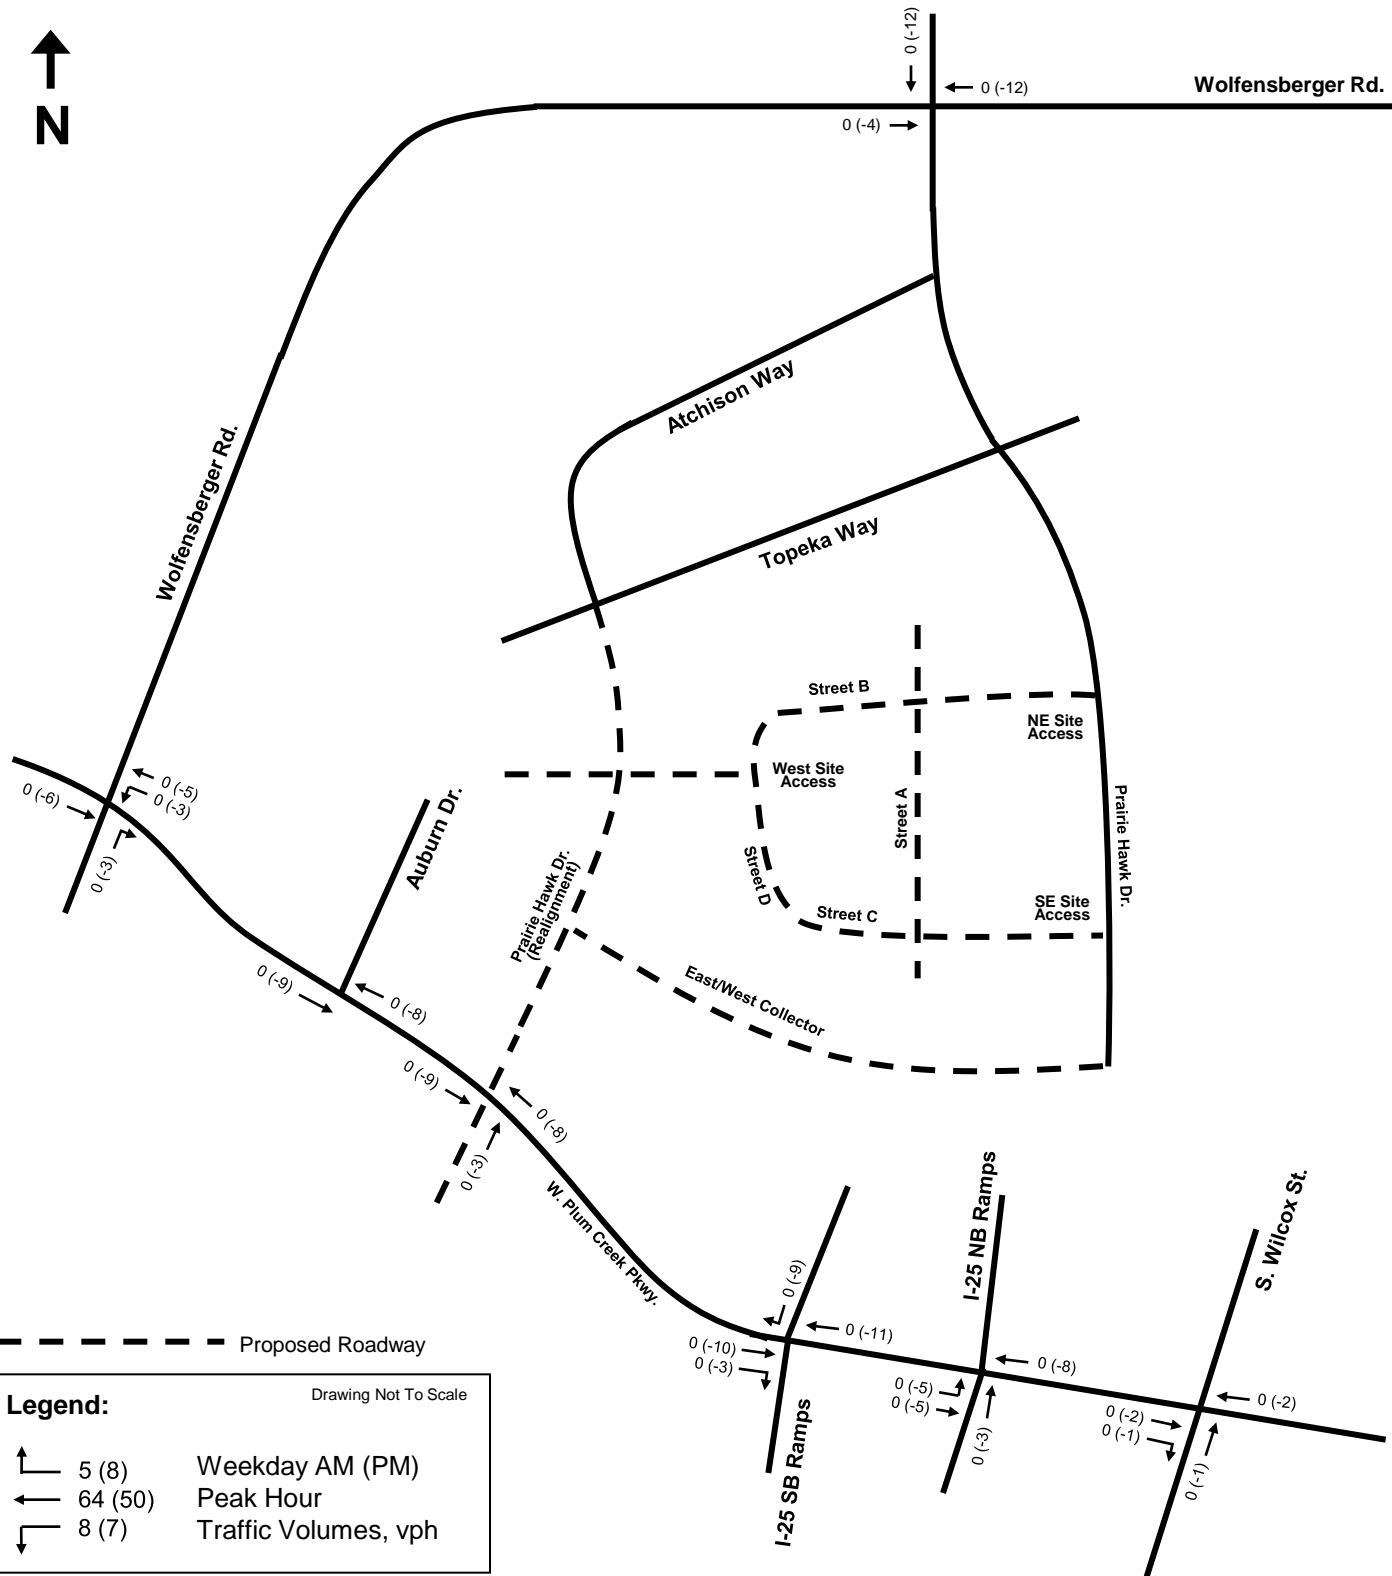 N
0 (-12)
0 (-12)
Wolfensberger Rd.
0 (-4)
Atchison Way
Wolfensberger Rd.
Topeka Way
Street B
NE Site
Access
West Site
Access
Street A
Prairie Hawk Dr.
0 (-5)
0 (-3)
0 (-6)
0 (-3)
Auburn Dr.
Prairie Hawk Dr.
(Realignment)
Street D
Street C
SE Site
Access
East/West Collector
0 (-9)
0 (-8)
0 (-9)
0 (-8)
0 (-3)
W. Plum Creek Pkwy.
I-25 NB Ramps
S. Wilcox St.
0 (-9)
0 (-11)
0 (-10)
0 (-3)
I-25 SB Ramps
0 (-8)
0 (-5)
0 (-5)
0 (-3)
0 (-2)
0 (-2)
0 (-1)
0 (-1)
Proposed Roadway
Legend:
Drawing Not To Scale
5 (8)
64 (50)
8 (7)
Weekday AM (PM)
Peak Hour
Traffic Volumes, vph